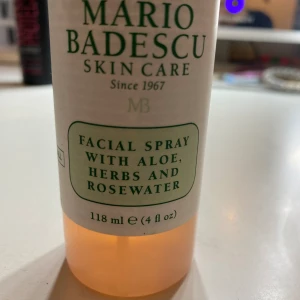 MARIO
BADESCU
SKIN CARE
Since 1967
MB
FACIAL SPRAY
WITH ALOE,
HERBS AND
ROSEWATER
118 ml ℮ (4 fl oz)